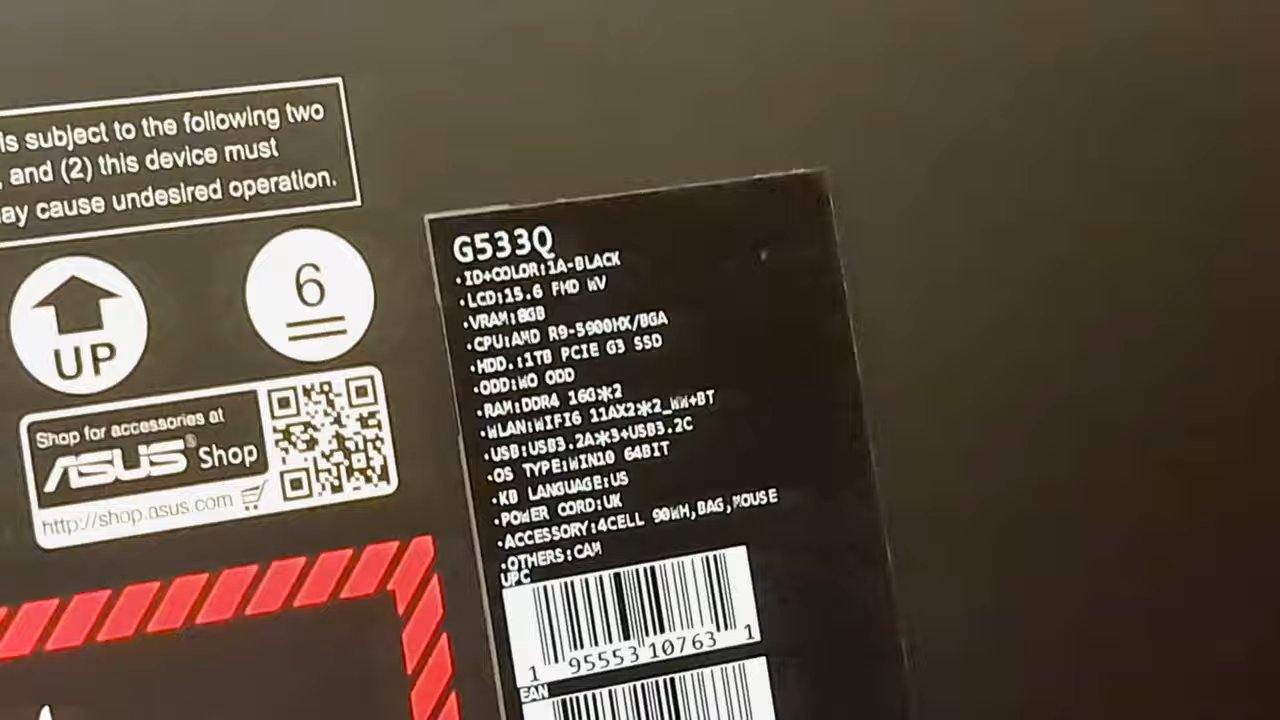 is subject to the following two
, and (2) this device must
ay cause undesired operation.
UP
6
Shop for accessories at
ASUS® Shop
http://shop.asus.com
G533Q
·ID+COLOR:1A-BLACK
·LCD:15.6 FHD WV
·VRAM:8GB
·CPU:AMD R9-5900HX/BGA
·HDD.:1TB PCIE G3 SSD
·ODD:WO ODD
·RAM:DDR4 16G*2
·WLAN:WIFI6 11AX2*2_WW+BT
·USB:USB3.2A*3+USB3.2C
·OS TYPE:WIN10 64BIT
·KB LANGUAGE:US
·POWER CORD:UK
·ACCESSORY:4CELL 90WH,BAG,MOUSE
·OTHERS:CAM
UPC
1 95553 10763 1
EAN